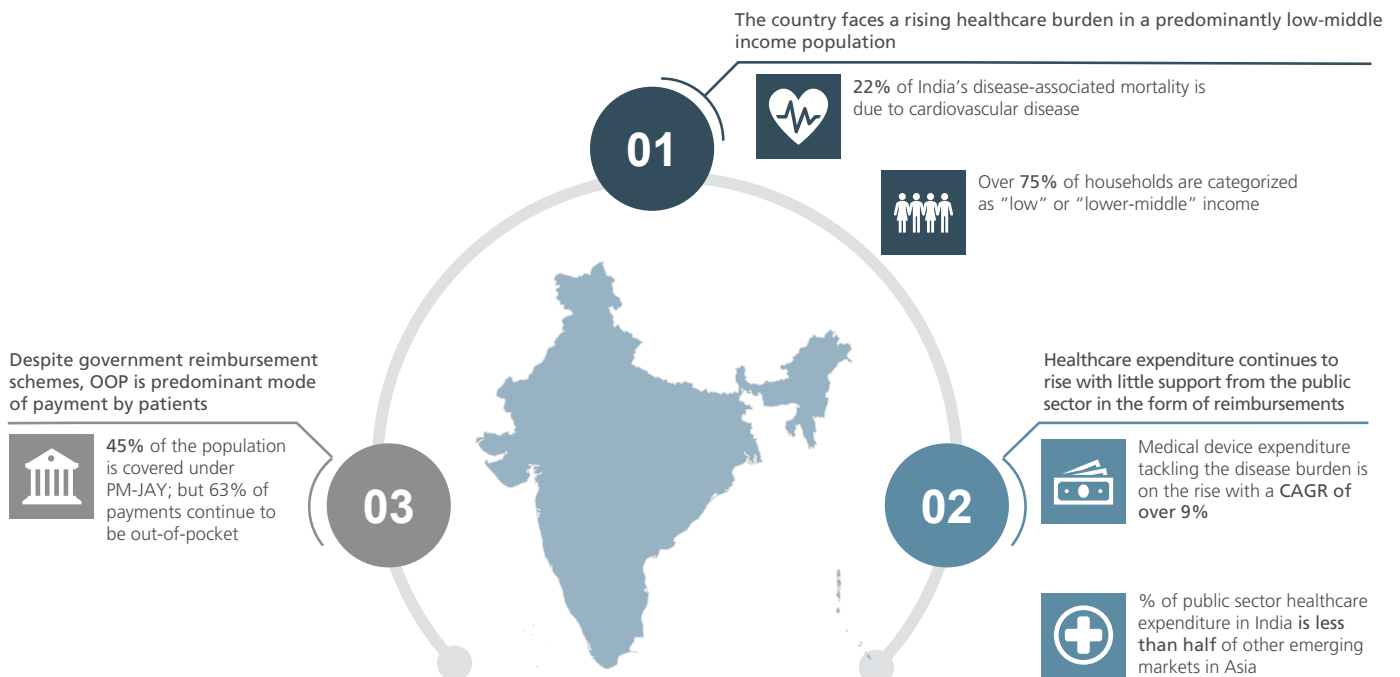 The country faces a rising healthcare burden in a predominantly low-middle
income population
22% of India's disease-associated mortality is
due to cardiovascular disease
01
Over 75% of households are categorized
as “low” or “lower-middle” income
Healthcare expenditure continues to
rise with little support from the public
sector in the form of reimbursements
02
Medical device expenditure
tackling the disease burden is
on the rise with a CAGR of
over 9%
% of public sector healthcare
expenditure in India is less
than half of other emerging
markets in Asia
Despite government reimbursement
schemes, OOP is predominant mode
of payment by patients
03
45% of the population
is covered under
PM-JAY; but 63% of
payments continue to
be out-of-pocket